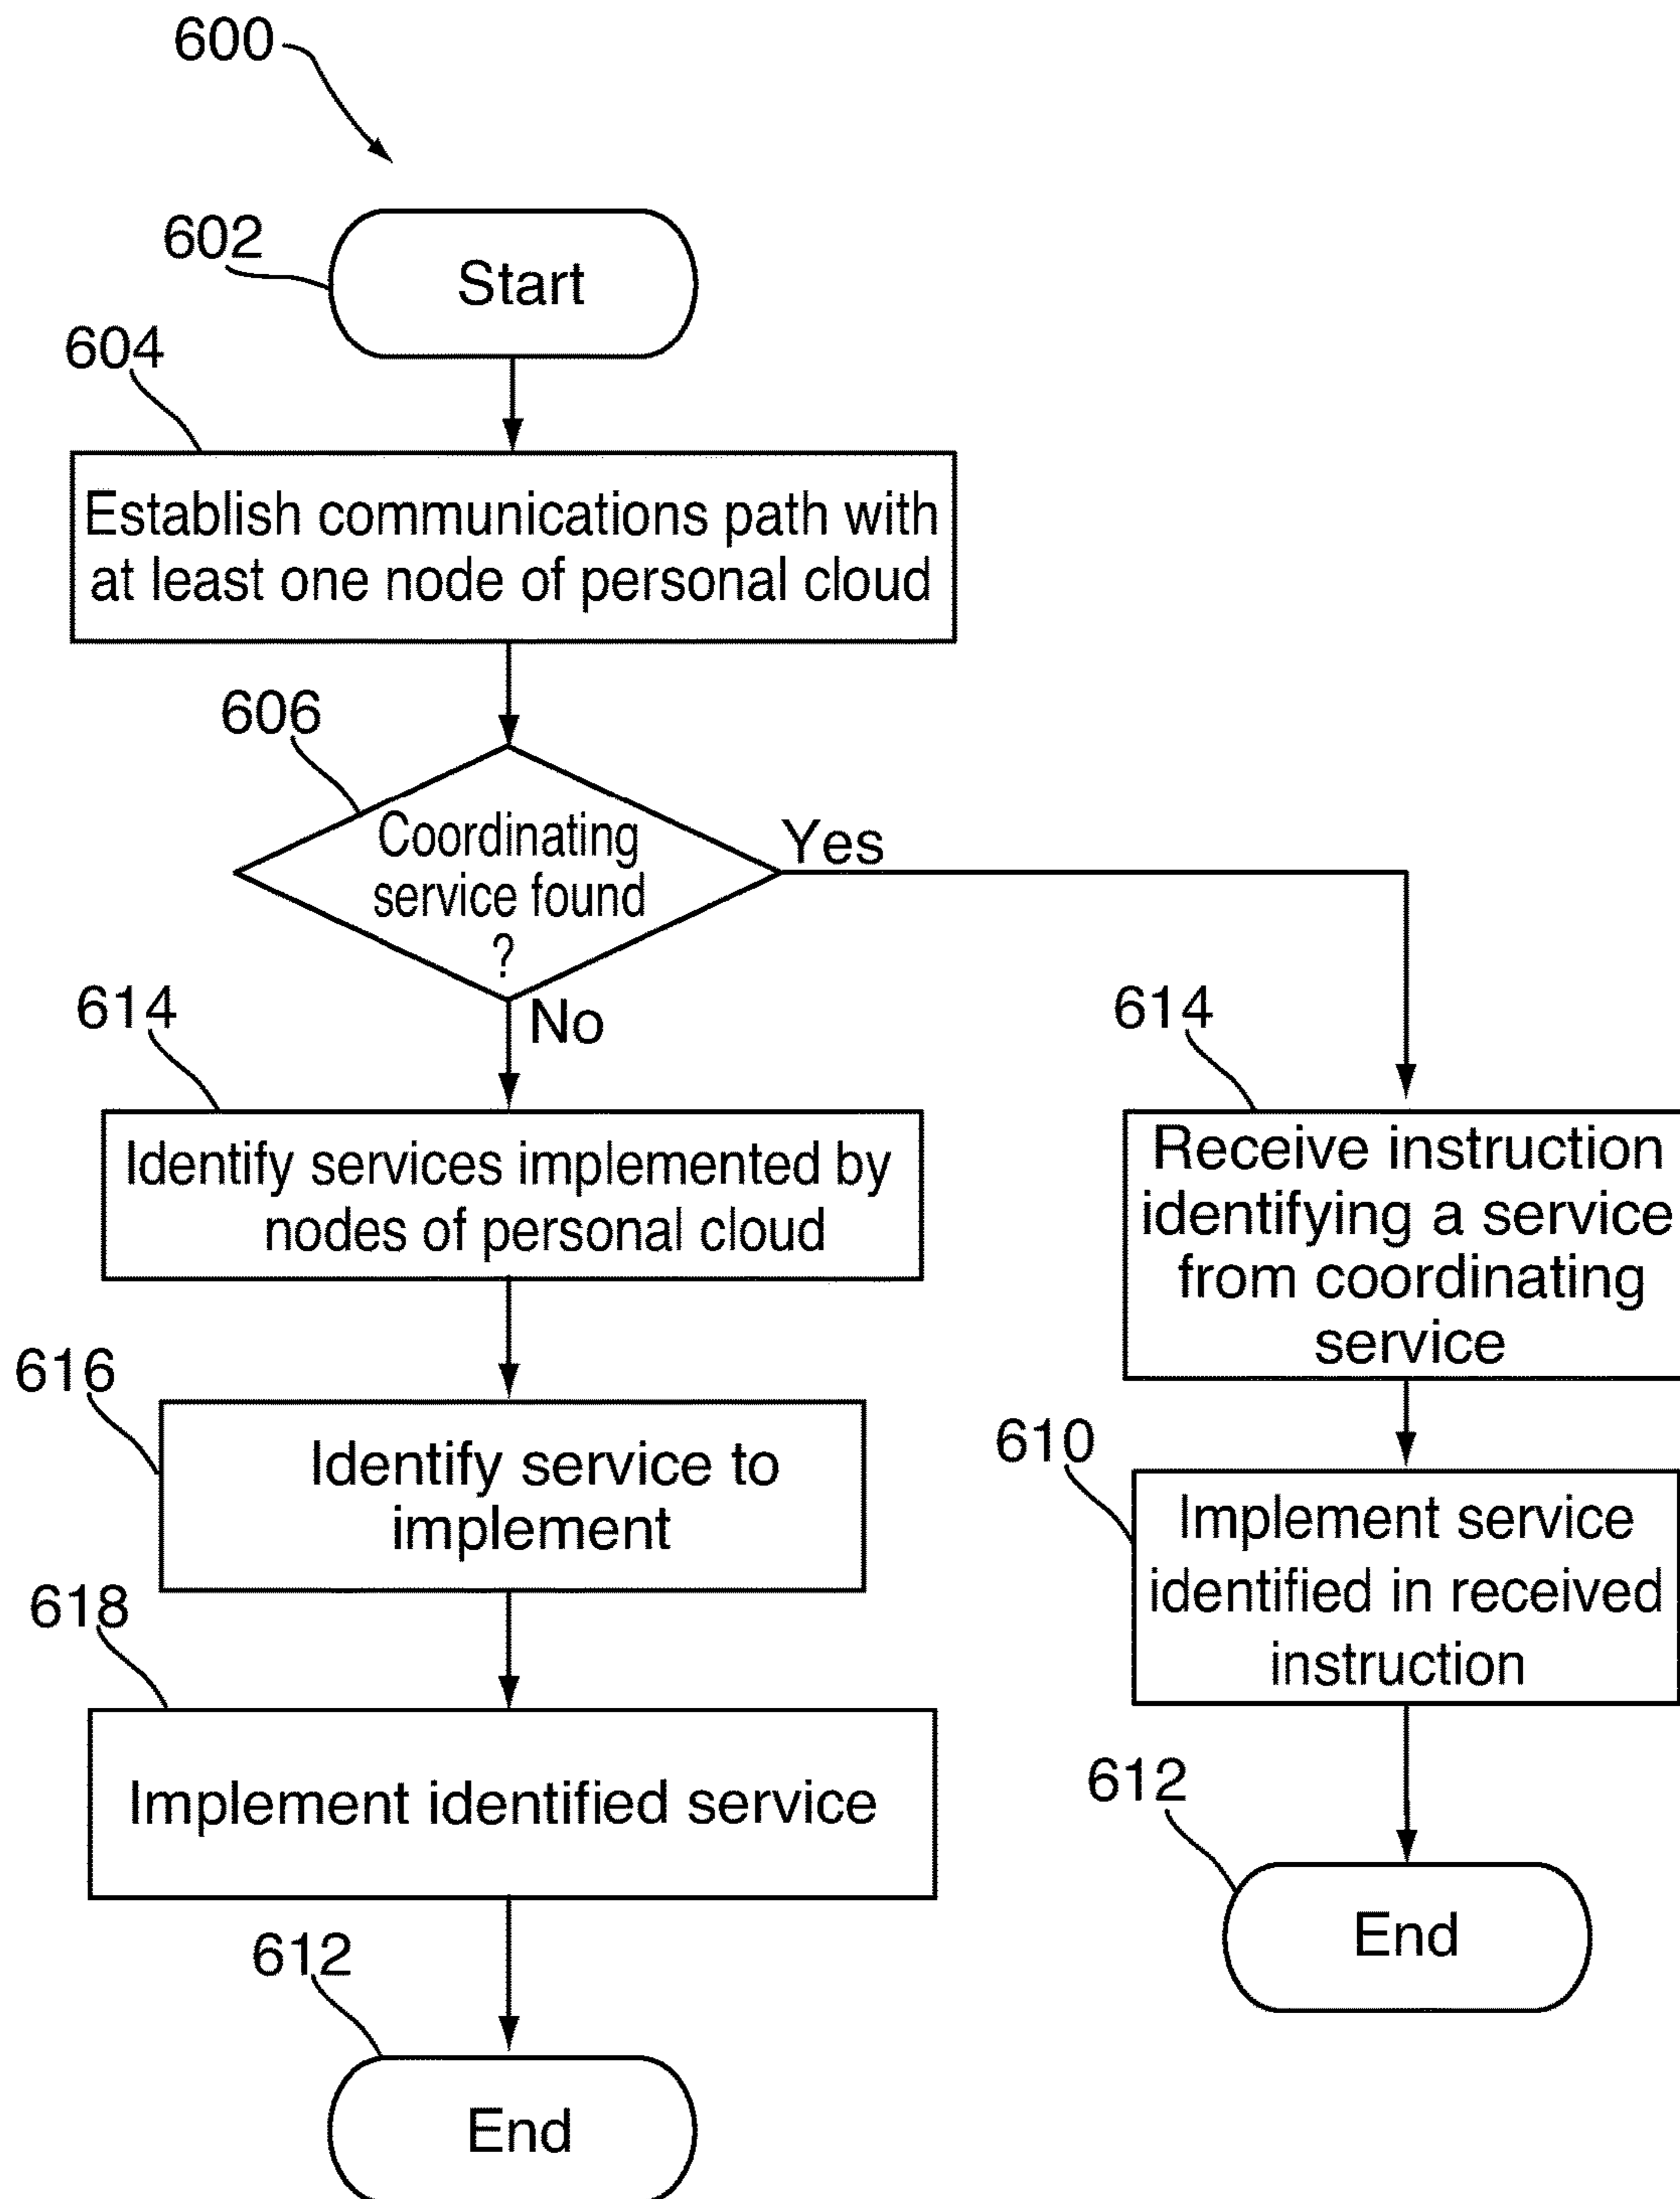 600
602
Start
604
Establish communications path with
at least one node of personal cloud
606
Coordinating
service found
?
Yes
No
614
Identify services implemented by
nodes of personal cloud
616
Identify service to
implement
618
Implement identified service
612
End
614
Receive instruction
identifying a service
from coordinating
service
610
Implement service
identified in received
instruction
612
End